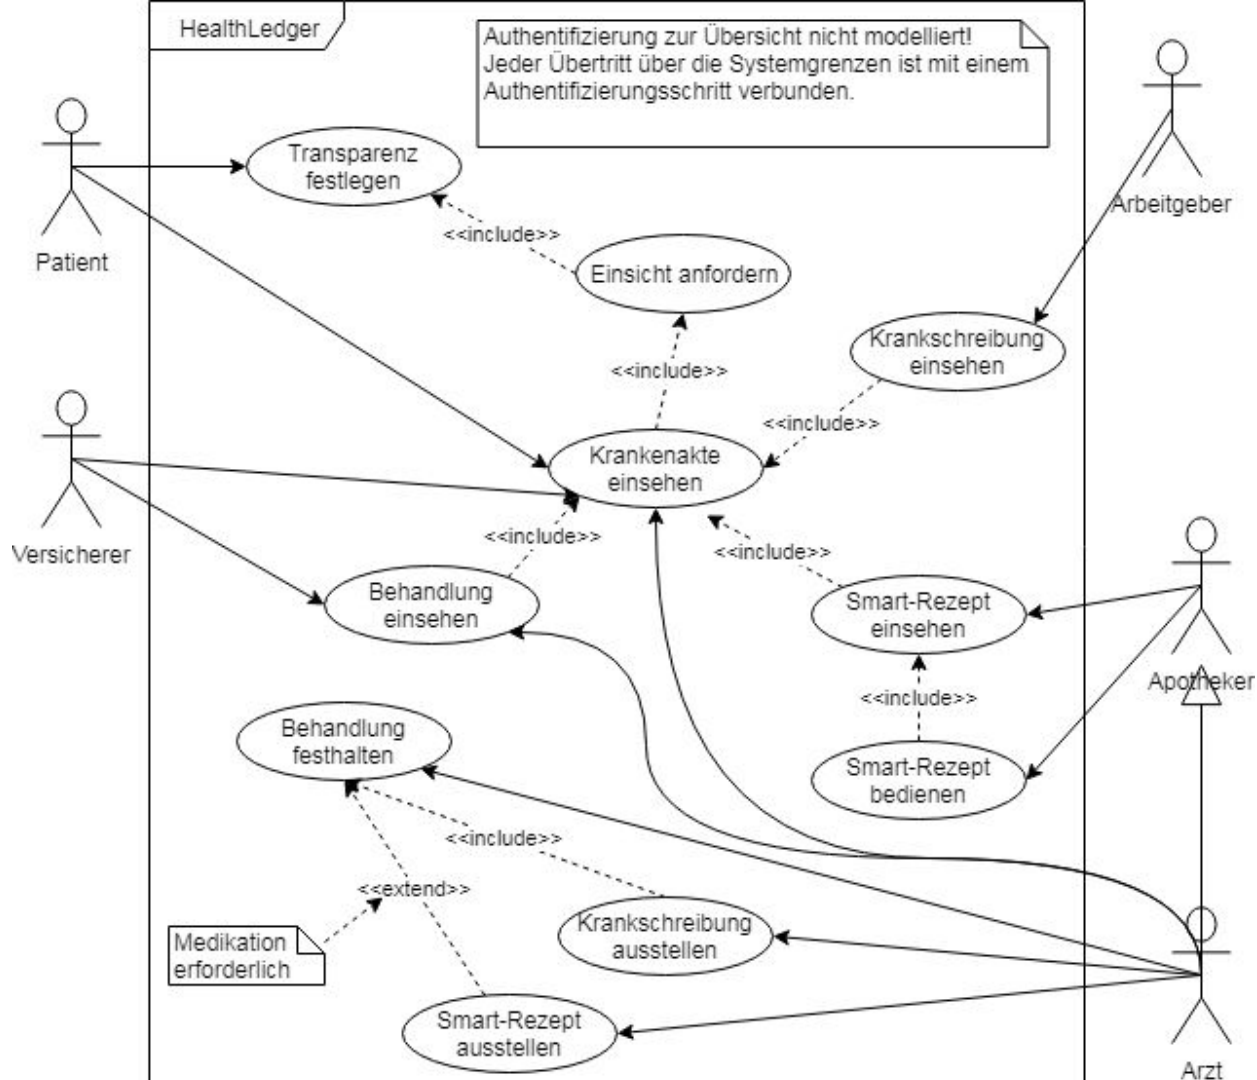 HealthLedger
Authentifizierung zur Übersicht nicht modelliert!
Jeder Übertritt über die Systemgrenzen ist mit einem
Authentifizierungsschritt verbunden.
Transparenz
festlegen
Patient
Arbeitgeber
<<include>>
Einsicht anfordern
Krankschreibung
einsehen
<<include>>
<<include>>
Krankenakte
einsehen
Versicherer
<<include>>
<<include>>
Behandlung
einsehen
Smart-Rezept
einsehen
Apotheker
<<include>>
Behandlung
festhalten
Smart-Rezept
bedienen
<<include>>
<<extend>>
Krankschreibung
ausstellen
Medikation
erforderlich
Smart-Rezept
ausstellen
Arzt